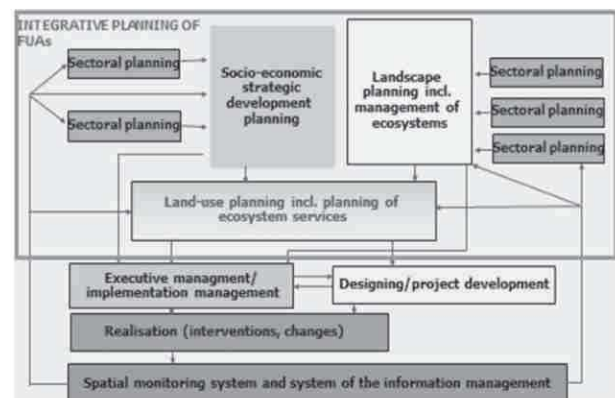 INTEGRATIVE PLANNING OF
FUAs
Sectoral planning
Sectoral planning
Socio-economic
strategic
development
planning
Landscape
planning incl.
management of
ecosystems
Sectoral planning
Sectoral planning
Sectoral planning
Land-use planning incl. planning of
ecosystem services
Executive managment/
implementation management
Designing/project development
Realisation (interventions, changes)
Spatial monitoring system and system of the information management